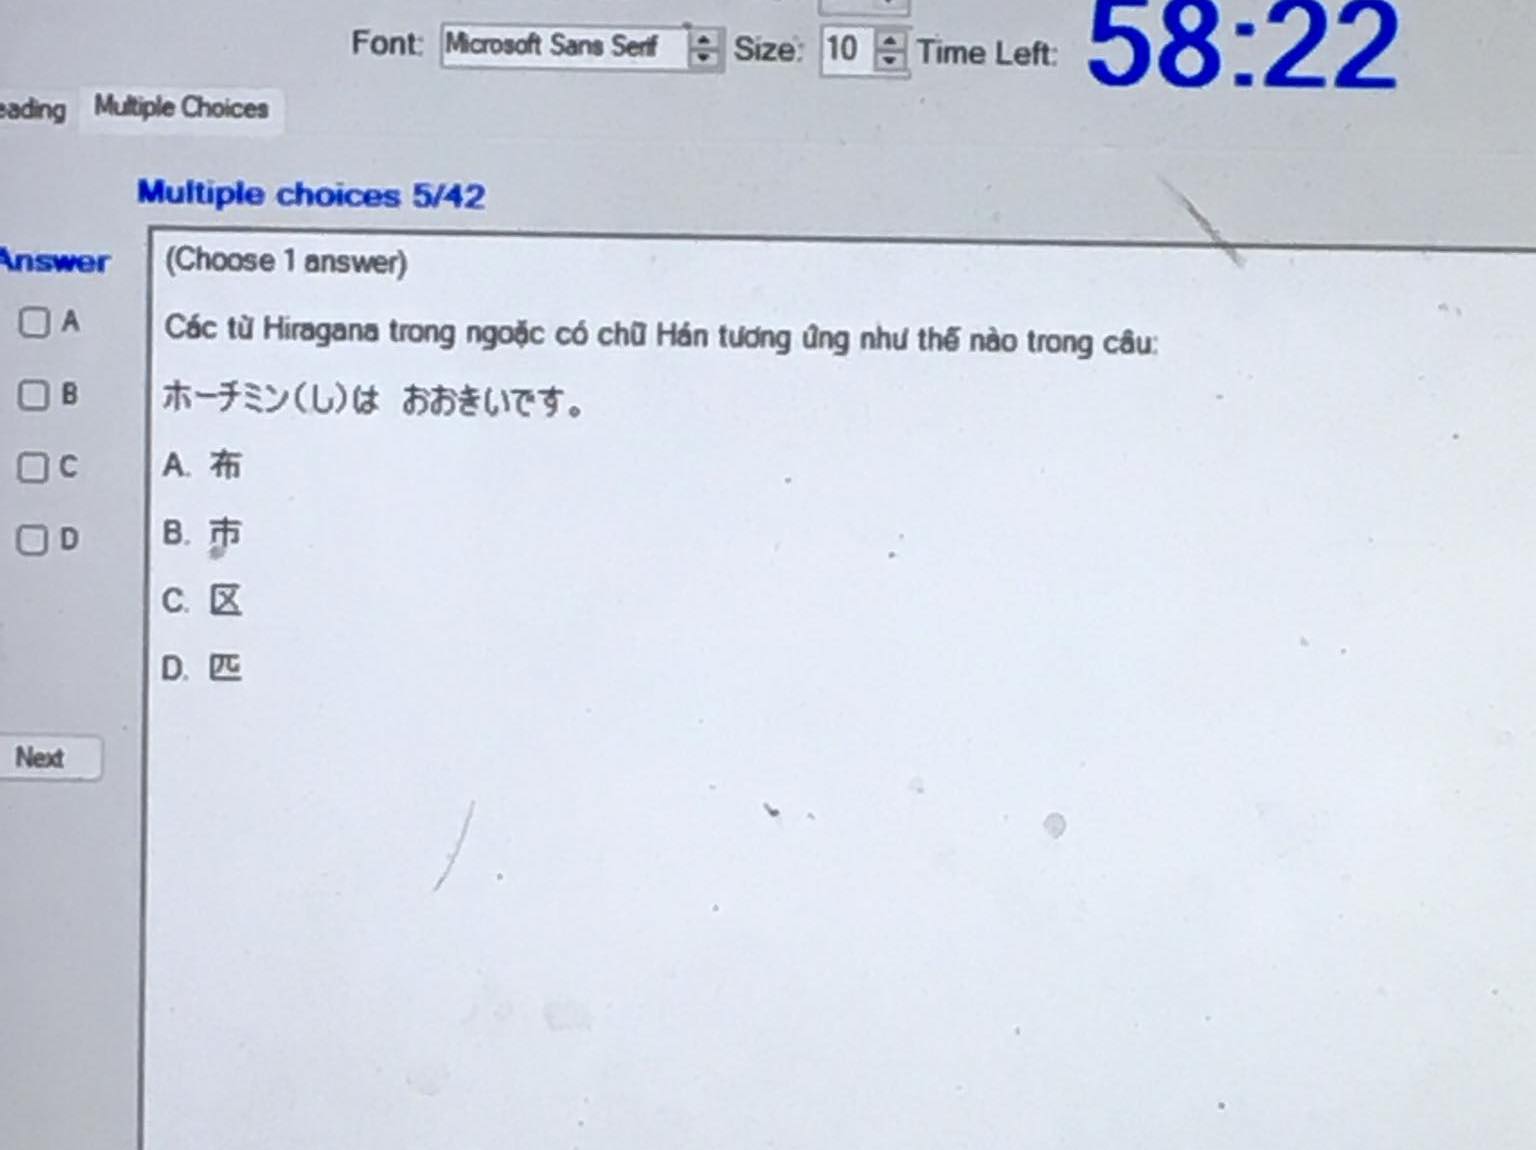 Font: Microsoft Sans Serif Size: 10 Time Left: 58:22
eading Multiple Choices
Multiple choices 5/42
Answer
(Choose 1 answer)
A
Các từ Hiragana trong ngoặc có chữ Hán tương ứng như thế nào trong câu:
B
ホーチミン(し)は おおきいです。
C
A. 布
D
B. 市
C. 区
D. 匹
Next